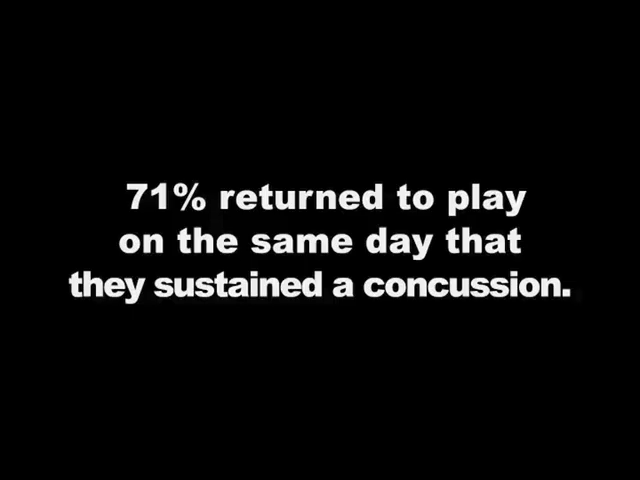 71% returned to play
on the same day that
they sustained a concussion.